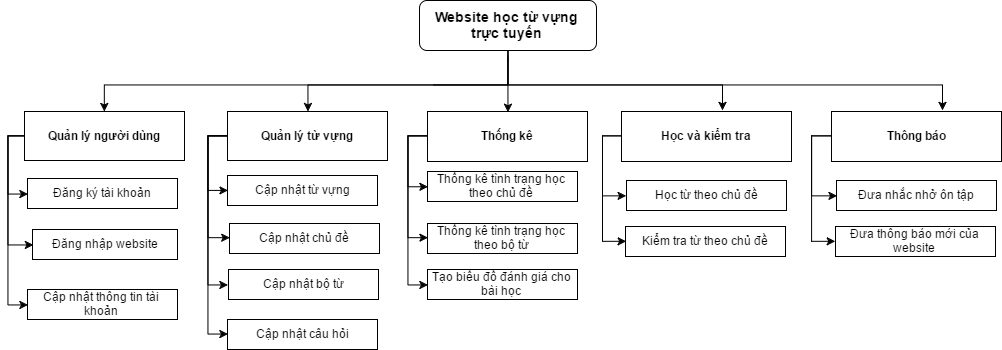 Website học từ vựng
trực tuyến
Quản lý người dùng
Quản lý từ vựng
Thống kê
Học và kiểm tra
Thông báo
Đăng ký tài khoản
Đăng nhập website
Cập nhật thông tin tài
khoản
Cập nhật từ vựng
Cập nhật chủ đề
Cập nhật bộ từ
Cập nhật câu hỏi
Thống kê tình trạng học
theo chủ đề
Thống kê tình trạng học
theo bộ từ
Tạo biểu đồ đánh giá cho
bài học
Học từ theo chủ đề
Kiểm tra từ theo chủ đề
Đưa nhắc nhở ôn tập
Đưa thông báo mới của
website